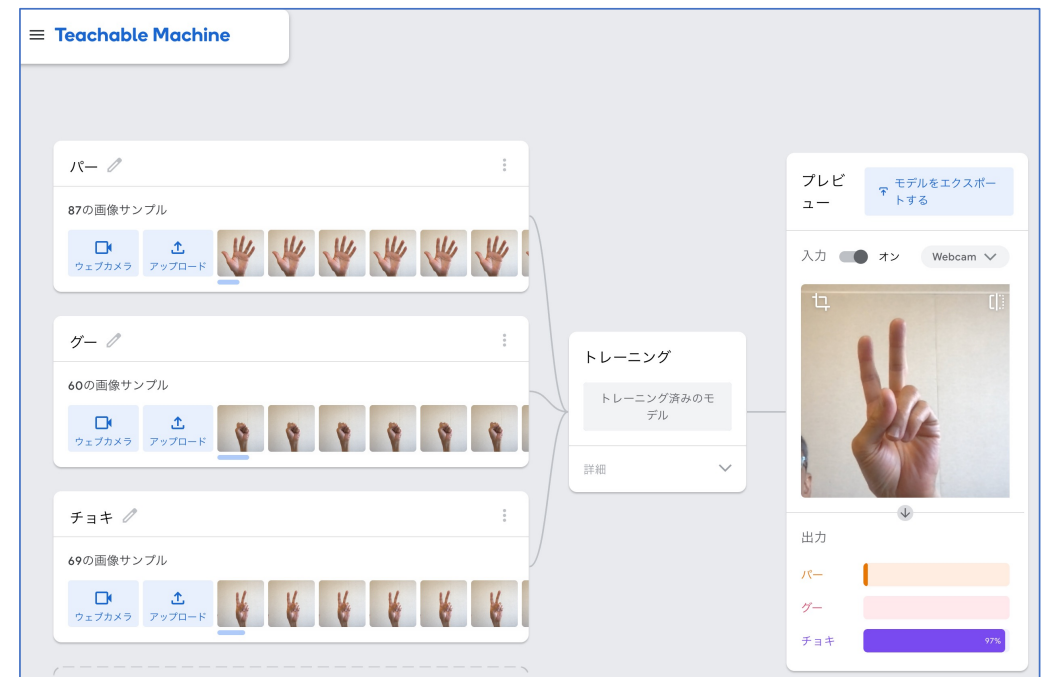 Teachable Machine
パー
87の画像サンプル
ウェブカメラ
アップロード
グー
60の画像サンプル
ウェブカメラ
アップロード
チョキ
69の画像サンプル
ウェブカメラ
アップロード
トレーニング
トレーニング済みのモ
デル
詳細
プレビ
ュー
モデルをエクスポー
トする
入力
オン
Webcam
出力
パー
グー
チョキ
97%